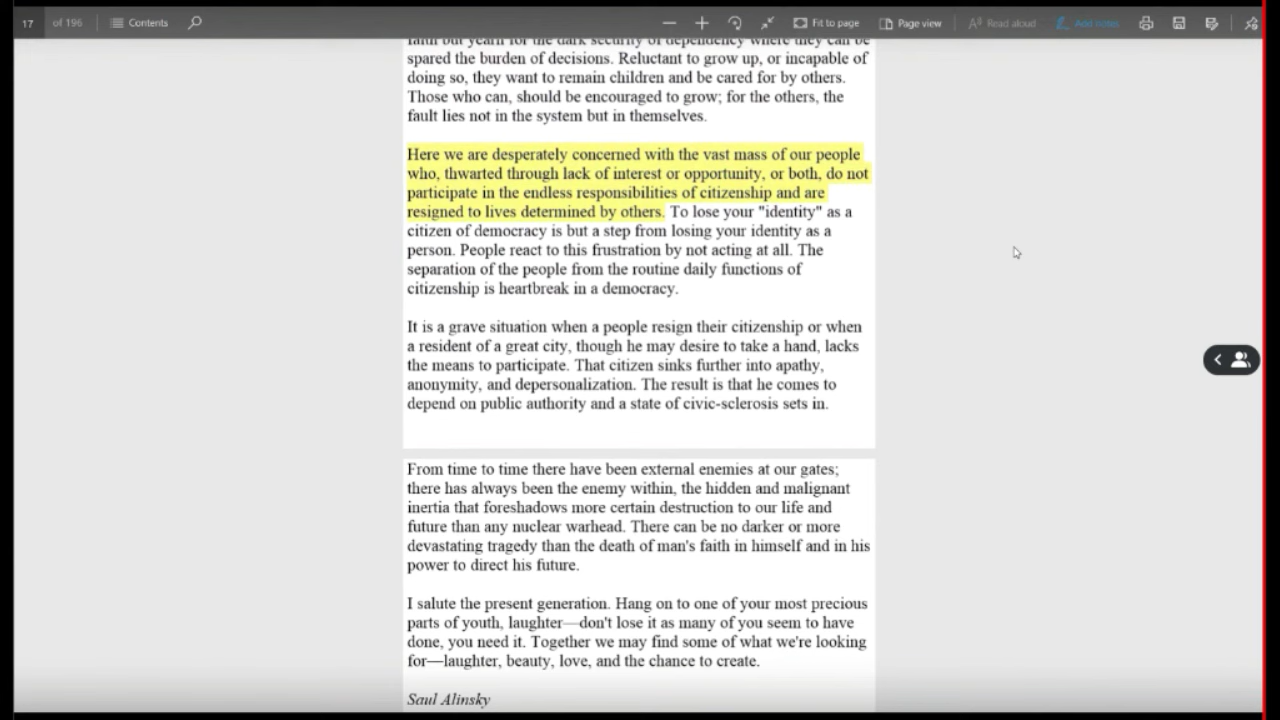 17 of 196 Contents Fit to page Page view Read aloud Add notes
faith but yearn for the dark security of dependency where they can be
spared the burden of decisions. Reluctant to grow up, or incapable of
doing so, they want to remain children and be cared for by others.
Those who can, should be encouraged to grow; for the others, the
fault lies not in the system but in themselves.
Here we are desperately concerned with the vast mass of our people
who, thwarted through lack of interest or opportunity, or both, do not
participate in the endless responsibilities of citizenship and are
resigned to lives determined by others. To lose your "identity" as a
citizen of democracy is but a step from losing your identity as a
person. People react to this frustration by not acting at all. The
separation of the people from the routine daily functions of
citizenship is heartbreak in a democracy.
It is a grave situation when a people resign their citizenship or when
a resident of a great city, though he may desire to take a hand, lacks
the means to participate. That citizen sinks further into apathy,
anonymity, and depersonalization. The result is that he comes to
depend on public authority and a state of civic-sclerosis sets in.
From time to time there have been external enemies at our gates;
there has always been the enemy within, the hidden and malignant
inertia that foreshadows more certain destruction to our life and
future than any nuclear warhead. There can be no darker or more
devastating tragedy than the death of man's faith in himself and in his
power to direct his future.
I salute the present generation. Hang on to one of your most precious
parts of youth, laughter—don't lose it as many of you seem to have
done, you need it. Together we may find some of what we're looking
for—laughter, beauty, love, and the chance to create.
Saul Alinsky